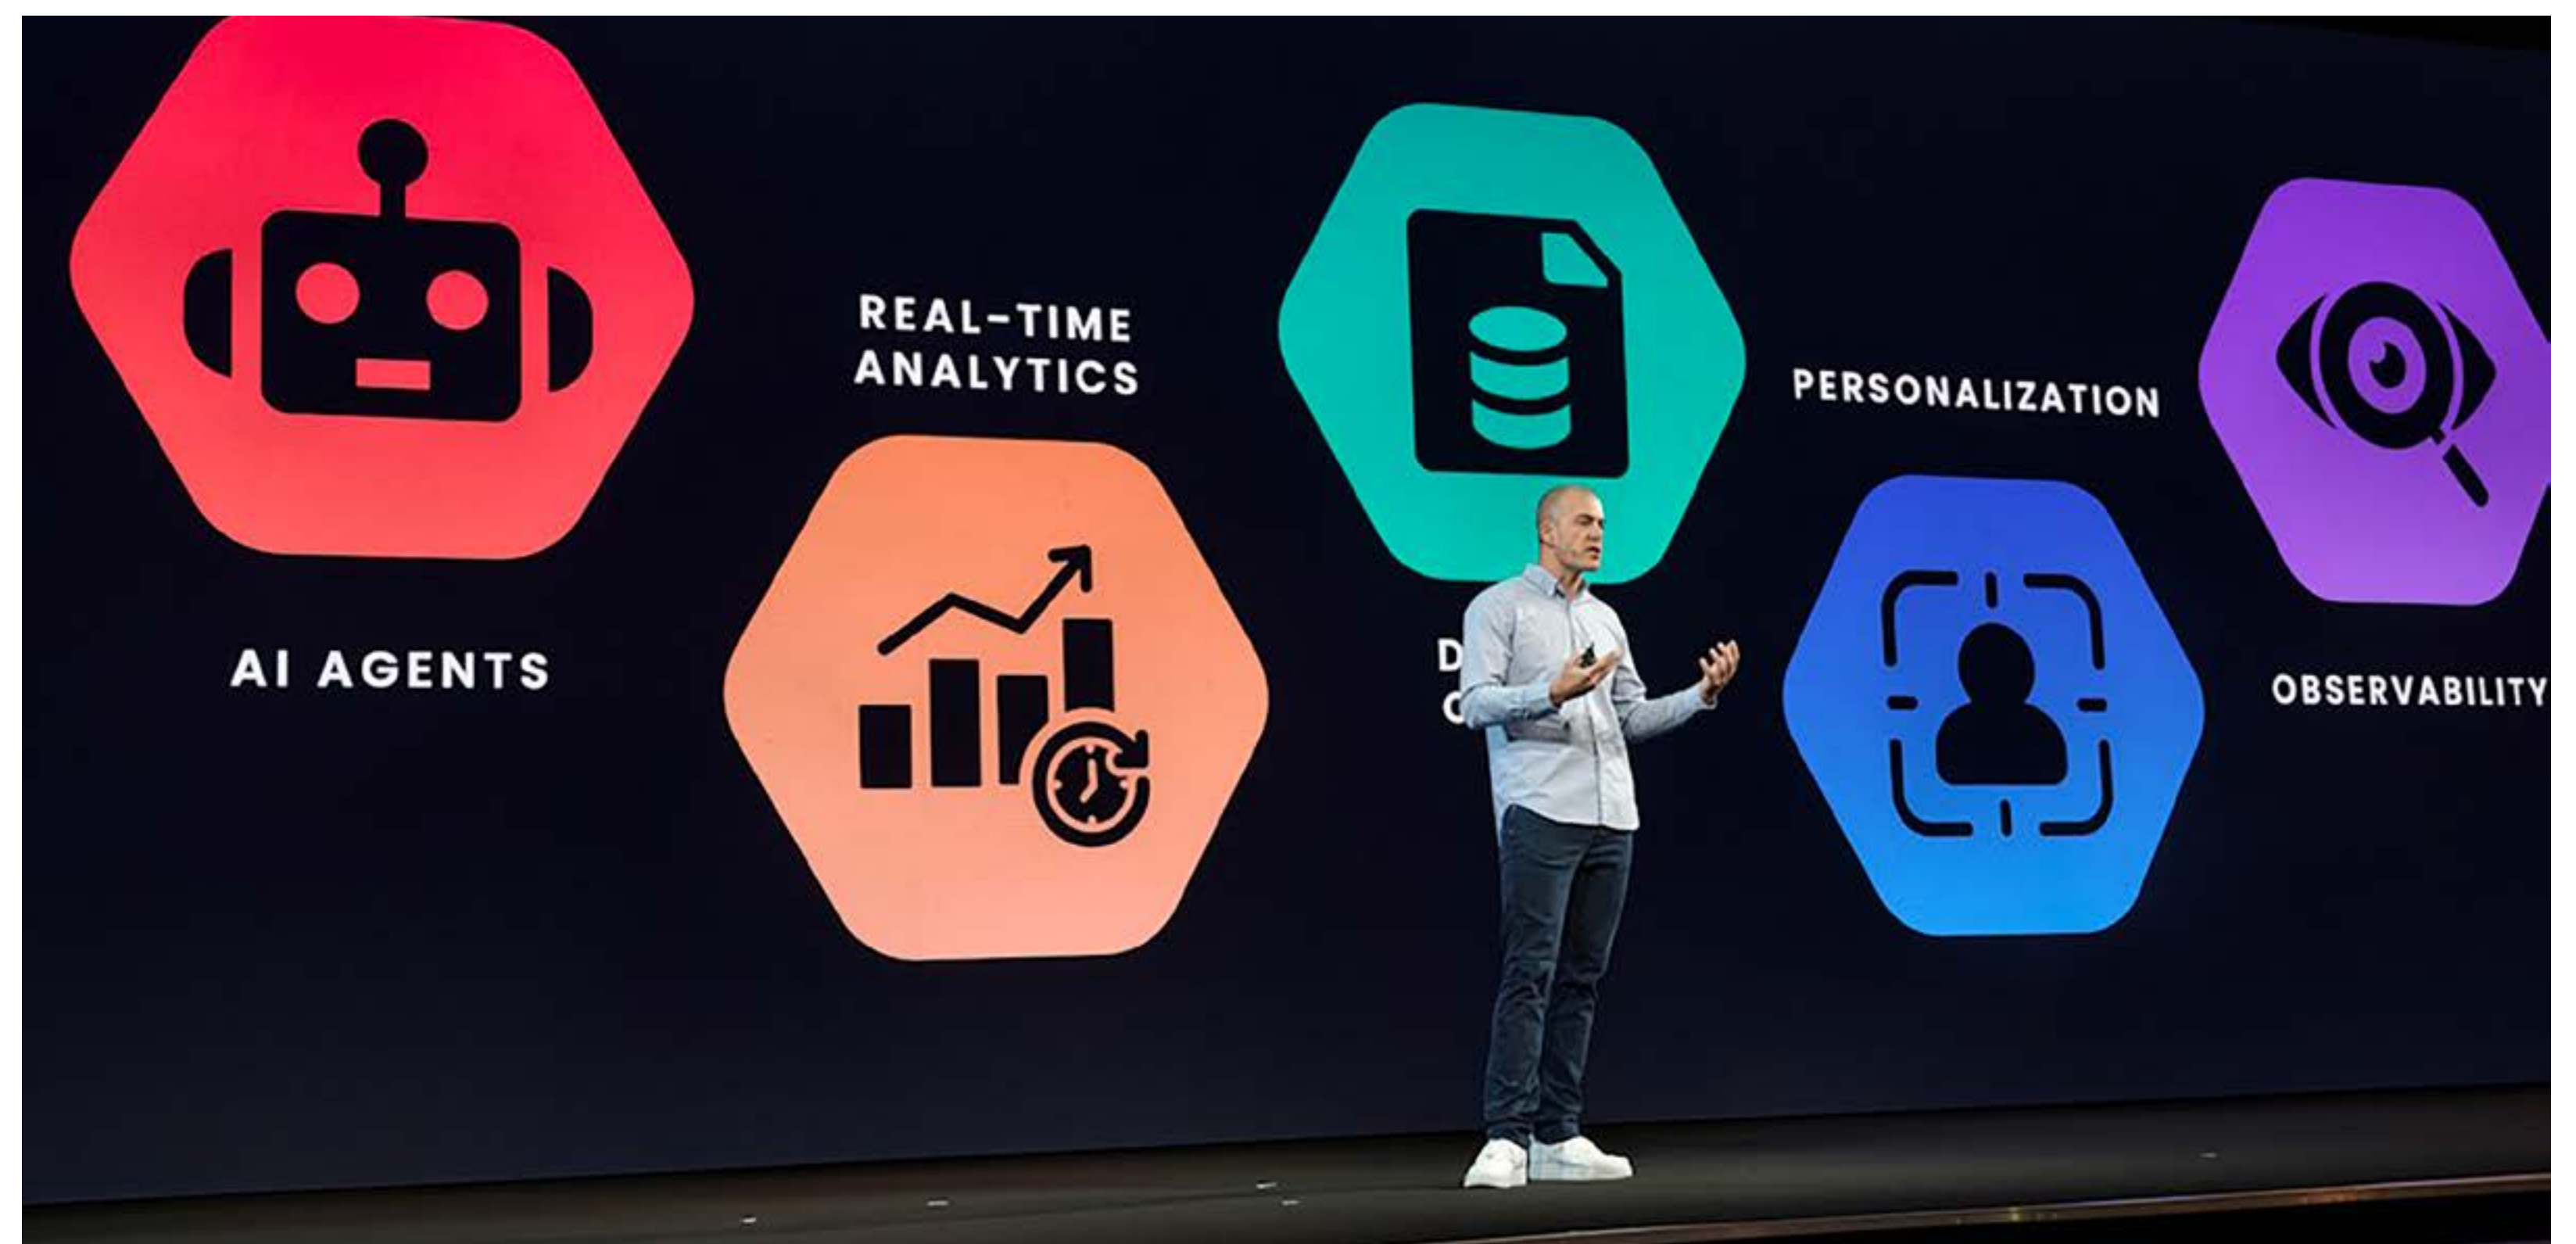 AI AGENTS
REAL-TIME
ANALYTICS
PERSONALIZATION
OBSERVABILITY